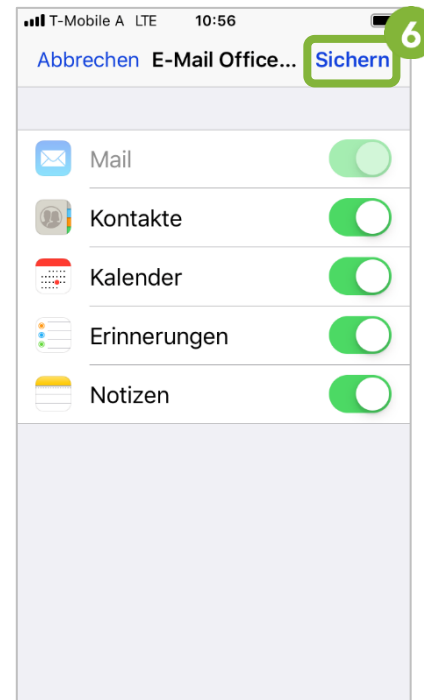 T-Mobile A LTE 10:56
6
Abbrechen E-Mail Office... Sichern
Mail
Kontakte
Kalender
Erinnerungen
Notizen